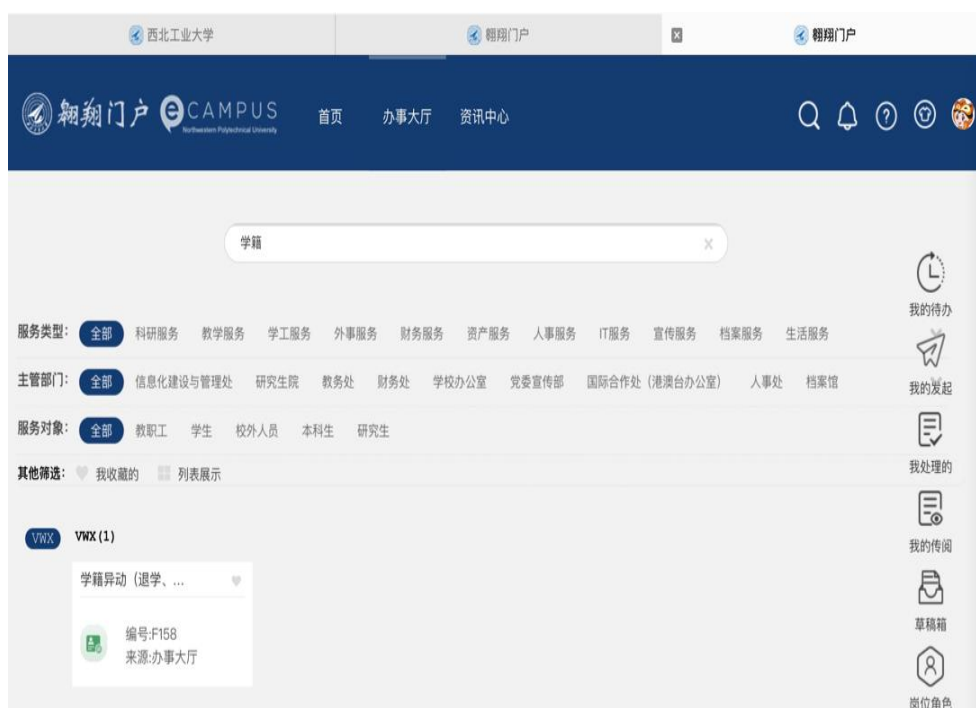 西北工业大学 翱翔门户 翱翔门户
翱翔门户 eCAMPUS 首页 办事大厅 资讯中心
Northwestern Polytechnical University
学籍
服务类型: 全部 科研服务 教学服务 学工服务 外事服务 财务服务 资产服务 人事服务 IT服务 宣传服务 档案服务 生活服务
主管部门: 全部 信息化建设与管理处 研究生院 教务处 财务处 学校办公室 党委宣传部 国际合作处（港澳台办公室） 人事处 档案馆
服务对象: 全部 教职工 学生 校外人员 本科生 研究生
其他筛选: 我收藏的 列表展示
VWX VWX(1)
学籍异动（退学、...
编号:F158
来源:办事大厅
我的待办
我的发起
我处理的
我的传阅
草稿箱
岗位角色